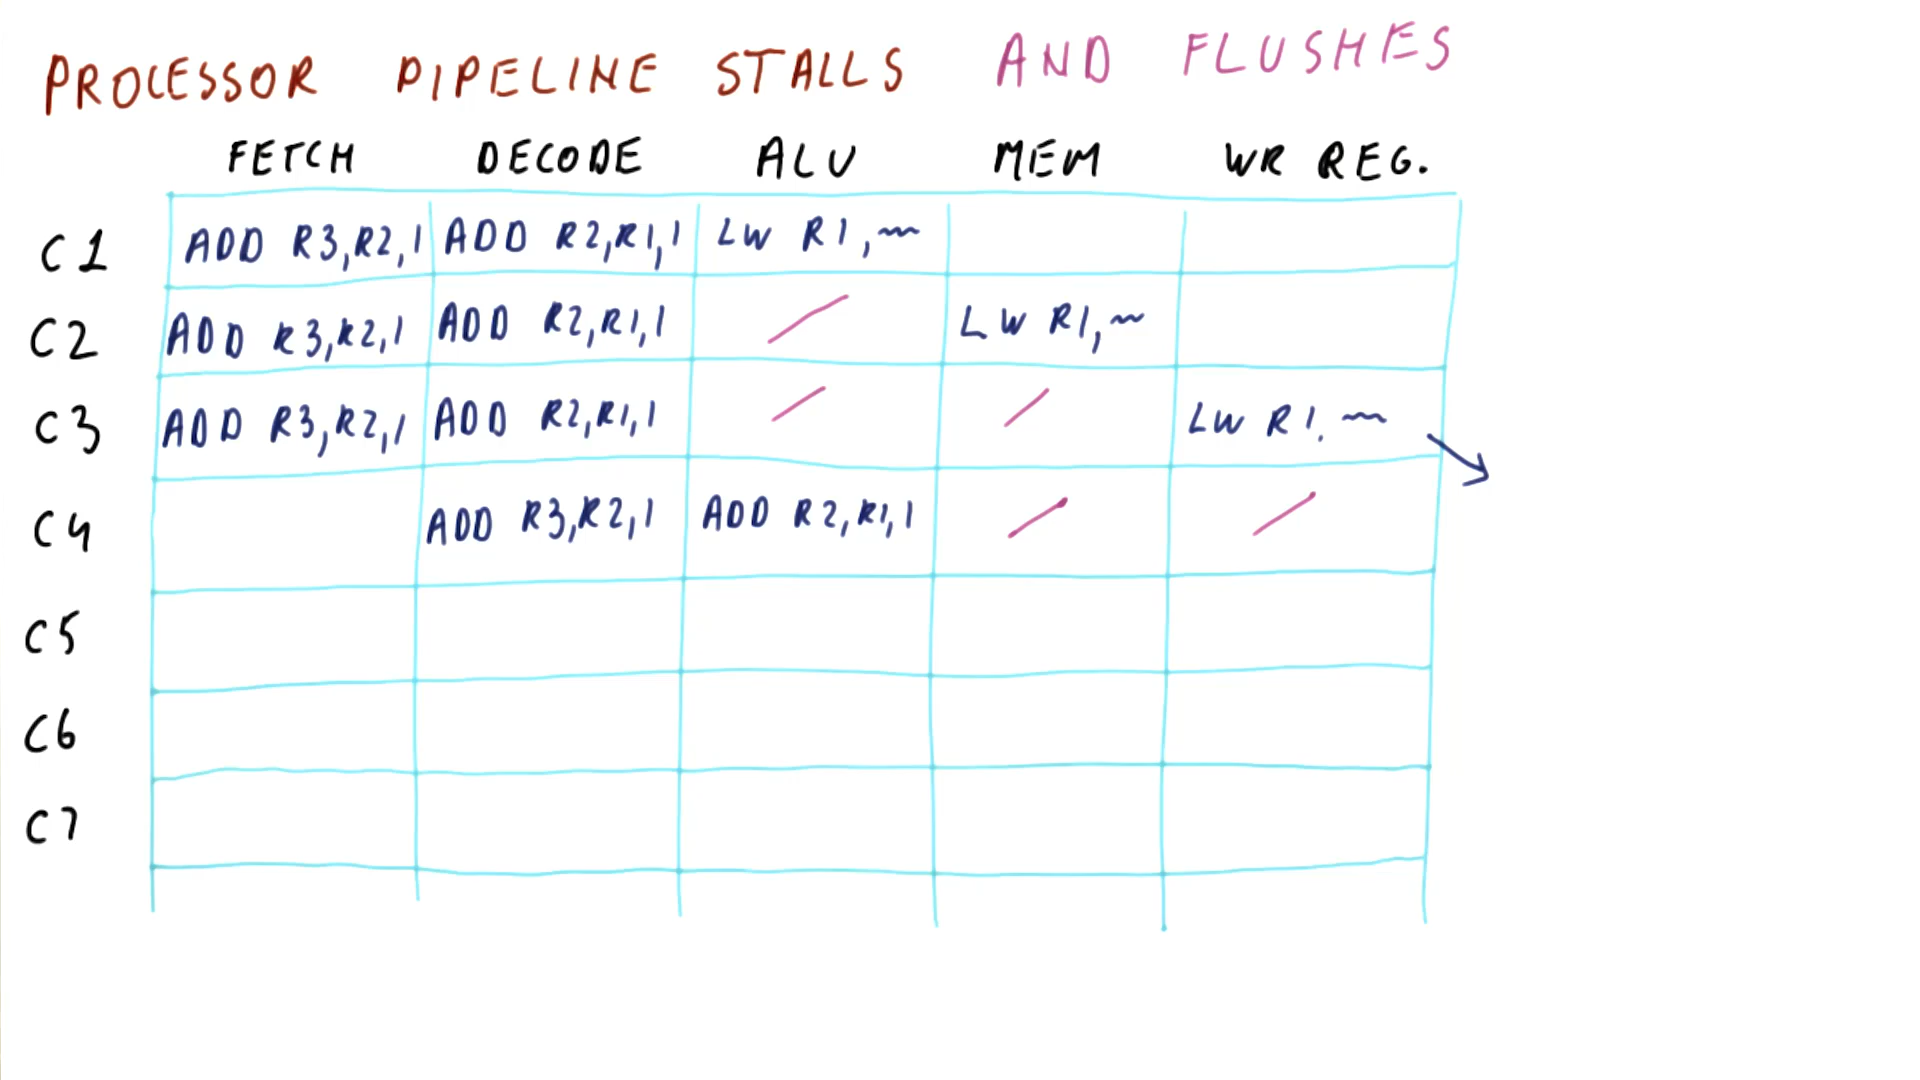 PROCESSOR PIPELINE STALLS AND FLUSHES
FETCH DECODE ALU MEM WR REG.
C1 ADD R3,R2,1 ADD R2,R1,1 LW R1,~
C2 ADD R3,R2,1 ADD R2,R1,1 / LW R1,~
C3 ADD R3,R2,1 ADD R2,R1,1 / / LW R1. ~
C4 ADD R3,R2,1 ADD R2,R1,1 / /
C5
C6
C7